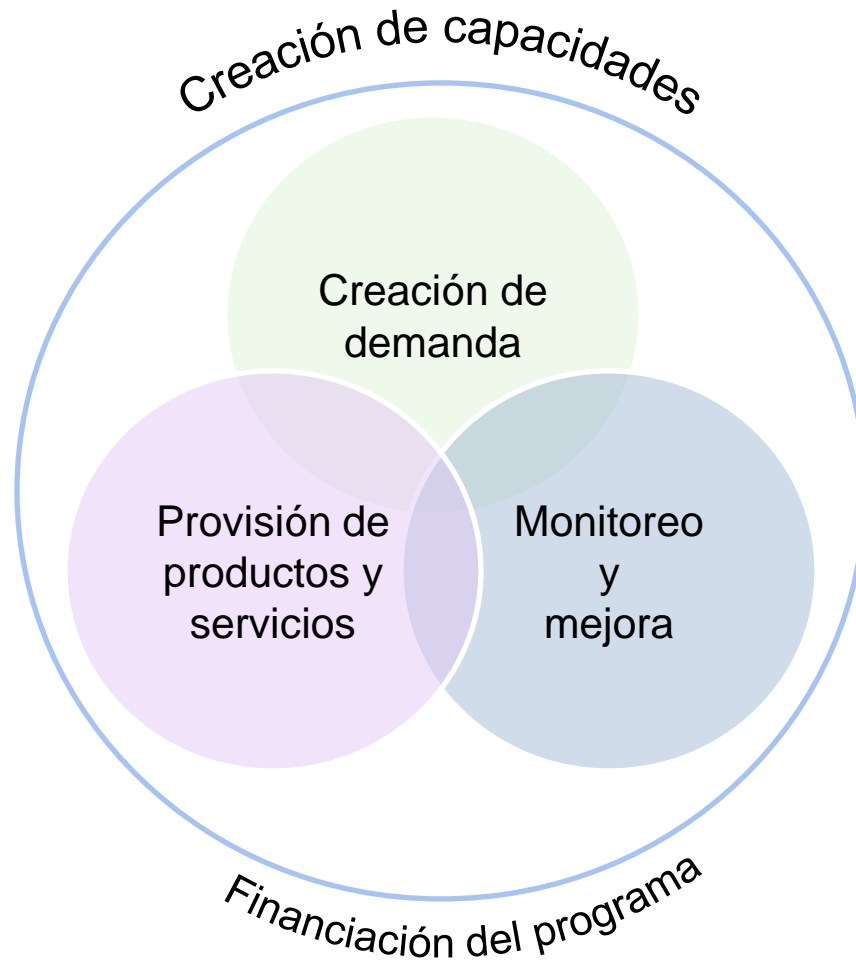 Creación de capacidades
Creación de
demanda
Provisión de
productos y
servicios
Monitoreo
y
mejora
Financiación del programa